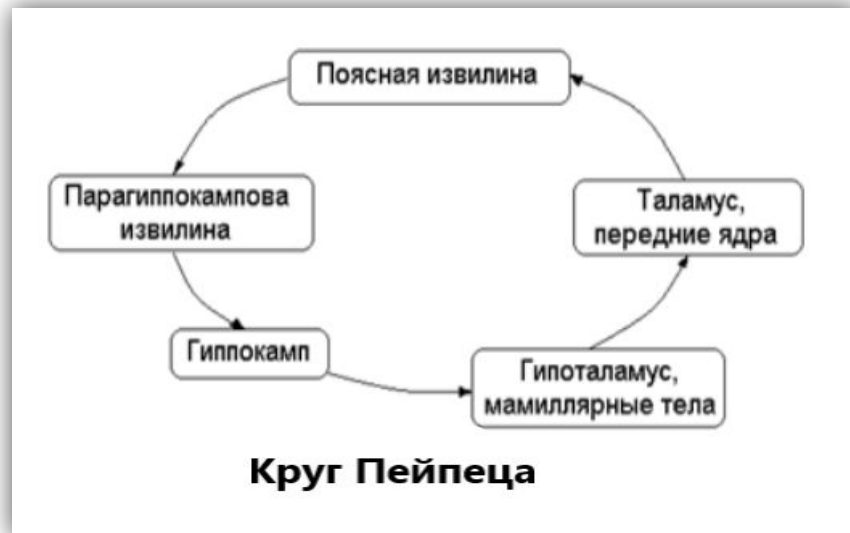 Поясная извилина
Парагиппокампова
извилина
Таламус,
передние ядра
Гиппокамп
Гипоталамус,
мамиллярные тела
Круг Пейпеца